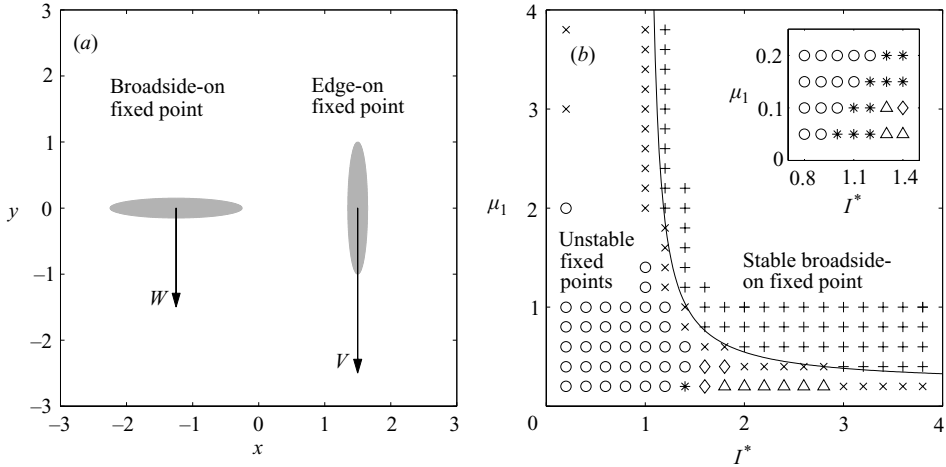 (a)
Broadside-on
fixed point
Edge-on
fixed point
W
V
y
3
2
1
0
−1
−2
−3
−3 −2 −1 0 1 2 3
x
(b)
μ1
4
3
2
1
0
0 1 2 3 4
I*
Unstable
fixed
points
Stable broadside-
on fixed point
μ1
0.2
0.1
0
0.8 1.1 1.4
I*